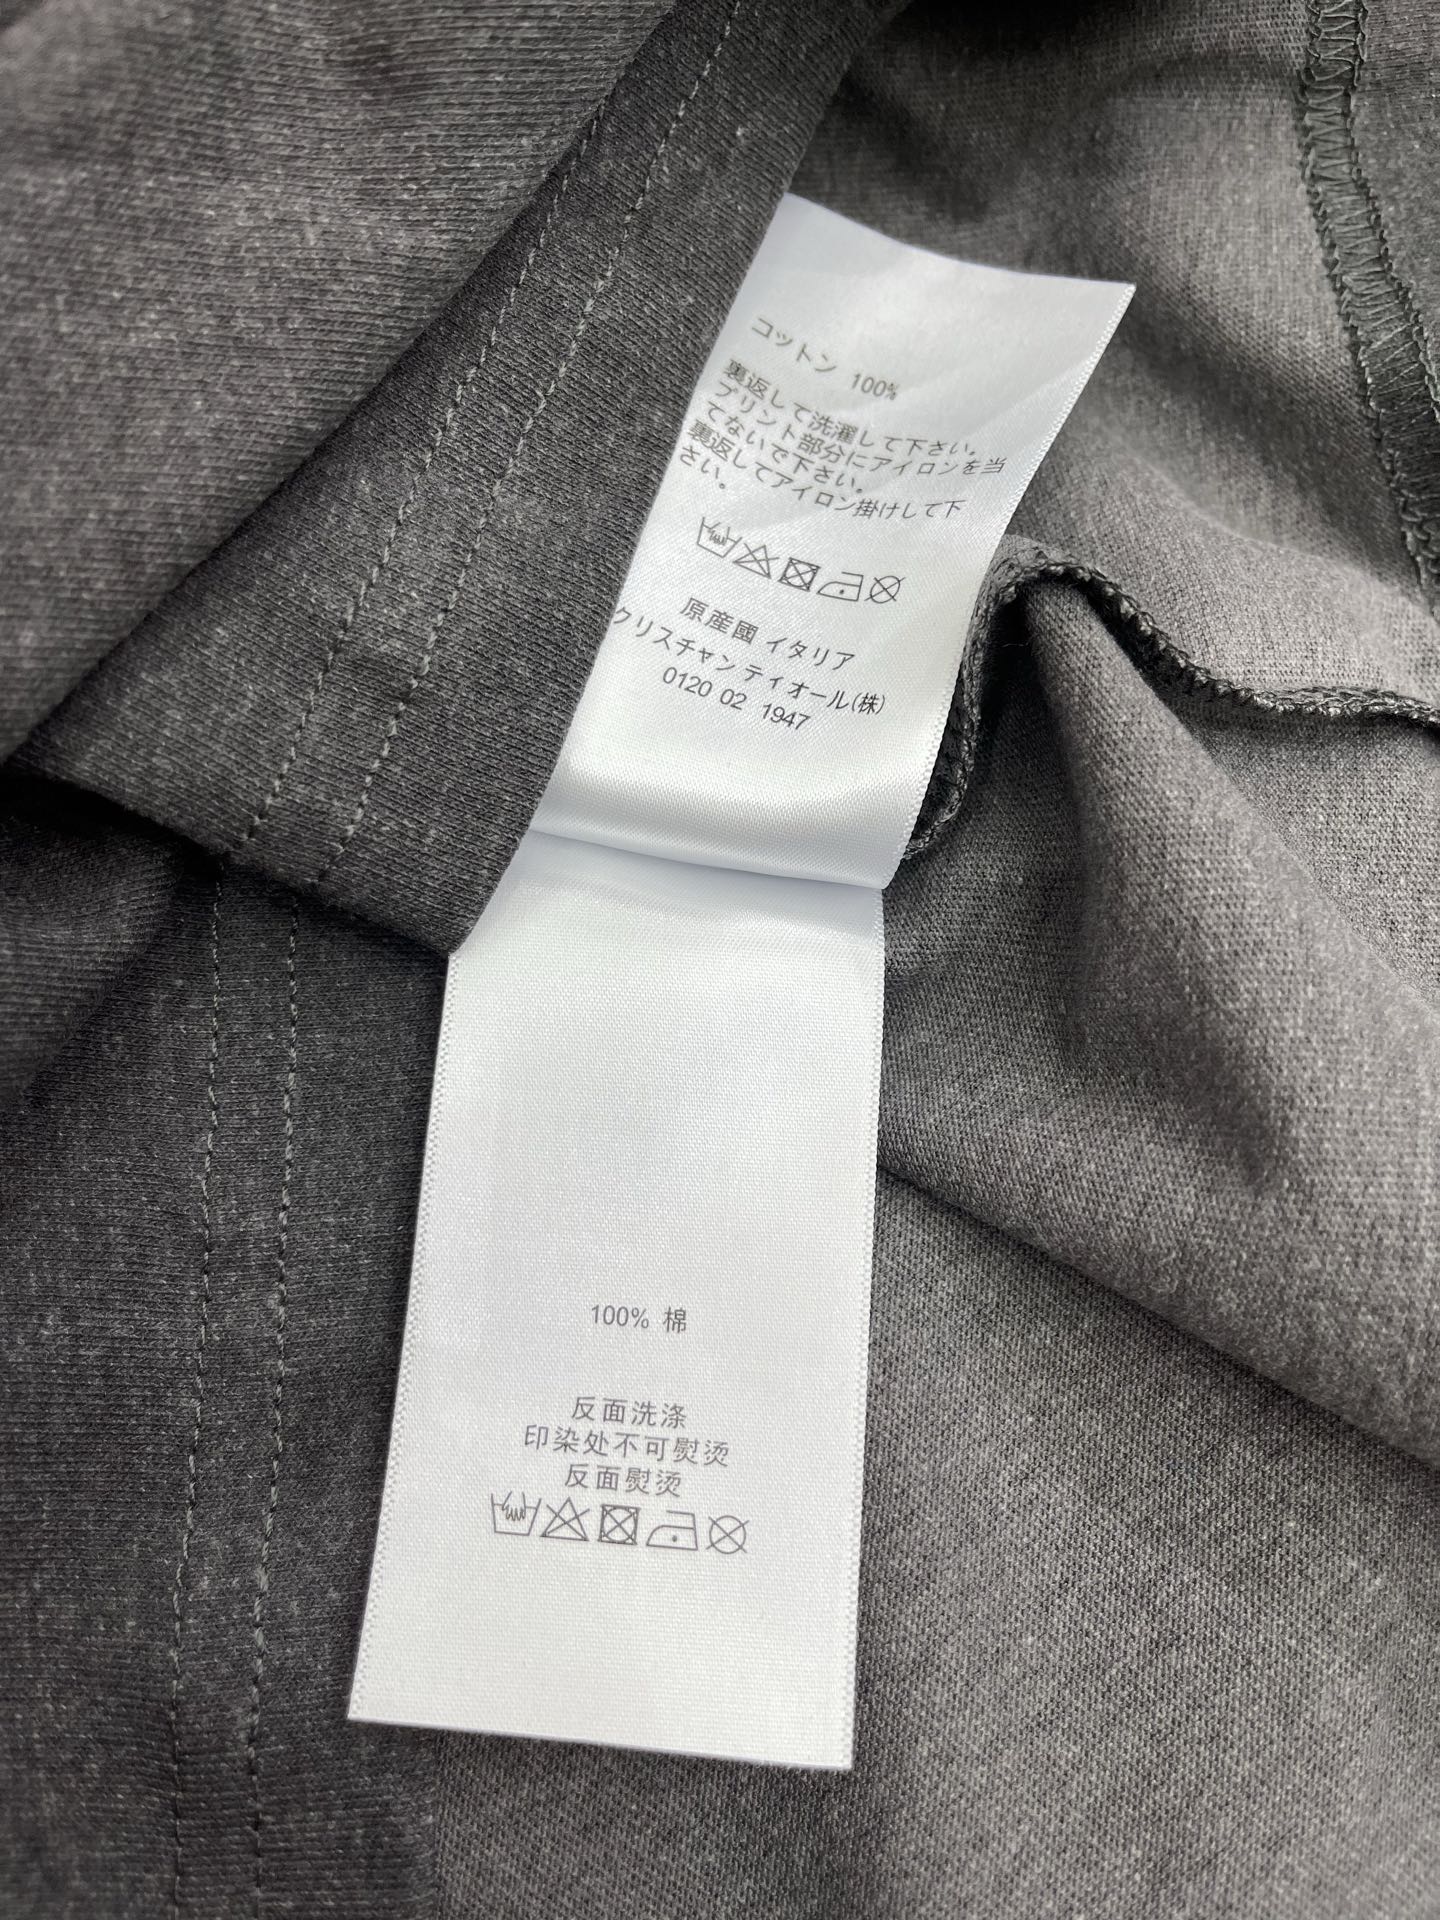 コットン 100%
裏返して洗濯して下さい。
プリント部分にアイロンを当
てないで下さい。
裏返してアイロン掛けして下
さい。
原産國 イタリア
クリスチャン ディオール(株)
0120 02 1947
100% 棉
反面洗涤
印染处不可熨烫
反面熨烫